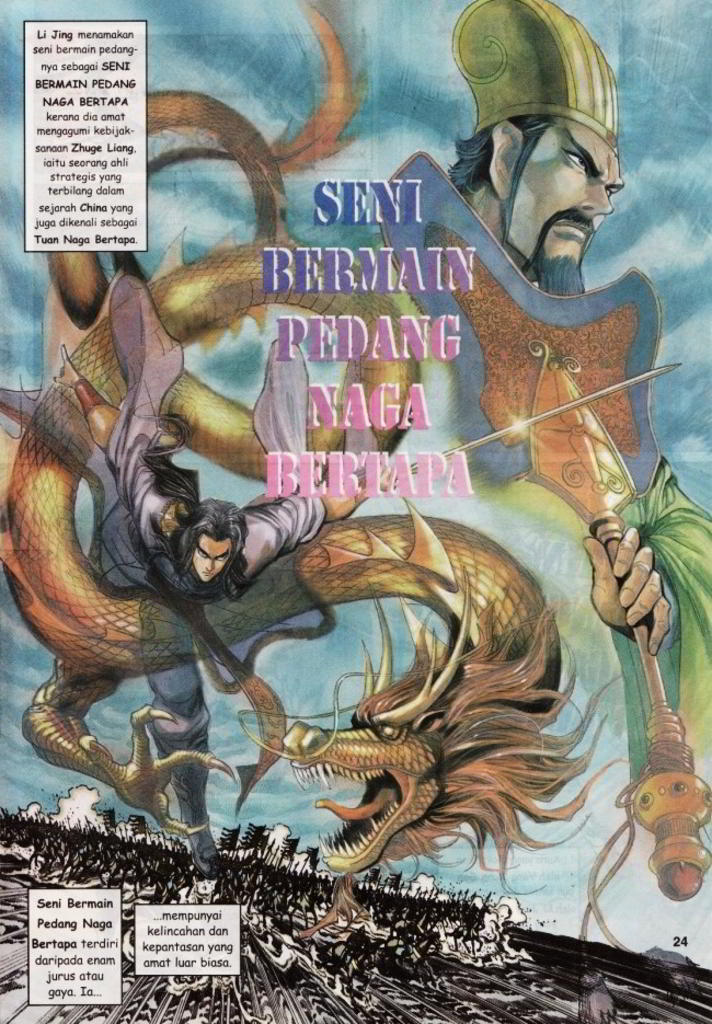 Li Jing menamakan
seni bermain pedang-
nya sebagai SENI
BERMAIN PEDANG
NAGA BERTAPA
kerana dia amat
mengagumi kebijak-
sanaan Zhuge Liang,
iaitu seorang ahli
strategis yang
terbilang dalam
sejarah China yang
juga dikenali sebagai
Tuan Naga Bertapa.
SENI
BERMAIN
PEDANG
NAGA
BERTAPA
Seni Bermain
Pedang Naga
Bertapa terdiri
daripada enam
jurus atau
gaya. Ia...
...mempunyai
kelincahan dan
kepantasan yang
amat luar biasa.
24